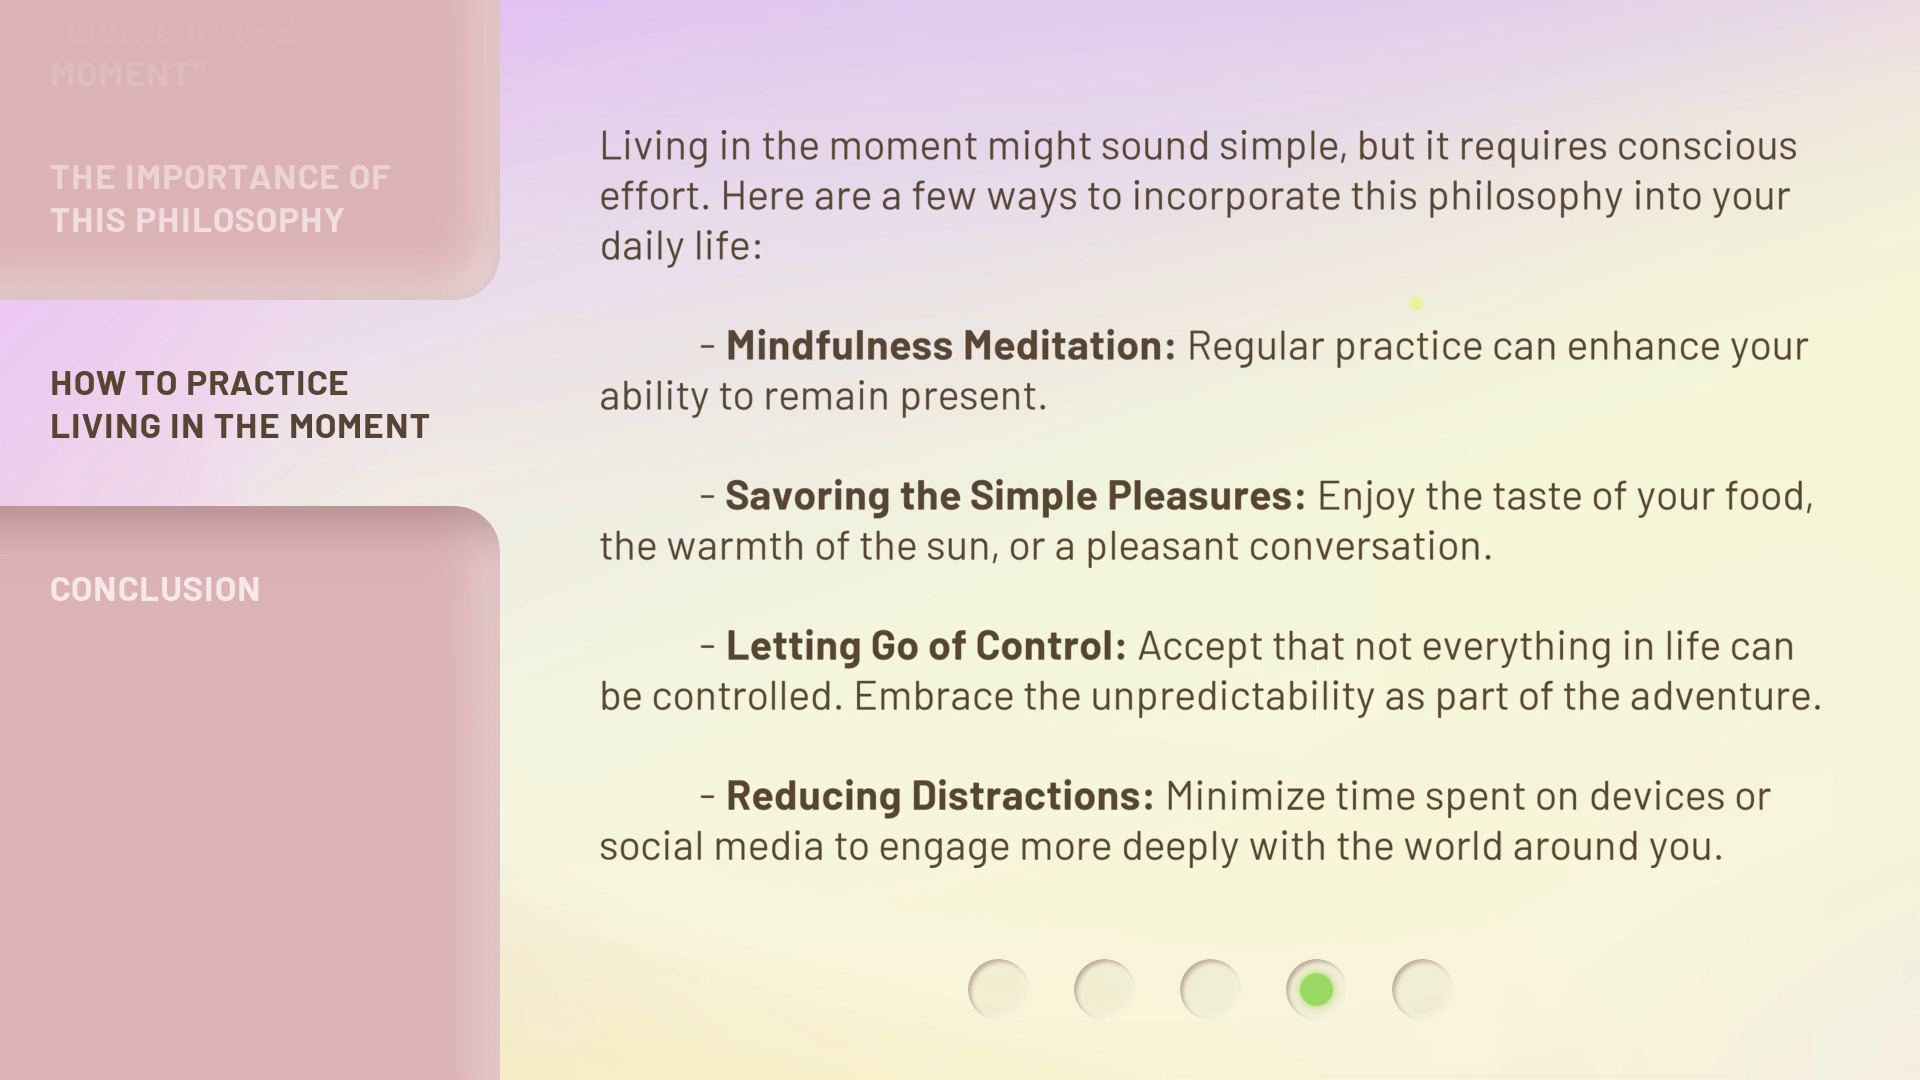 "LIVING IN THE
MOMENT"
THE IMPORTANCE OF
THIS PHILOSOPHY
HOW TO PRACTICE
LIVING IN THE MOMENT
CONCLUSION
Living in the moment might sound simple, but it requires conscious
effort. Here are a few ways to incorporate this philosophy into your
daily life:
- Mindfulness Meditation: Regular practice can enhance your
ability to remain present.
- Savoring the Simple Pleasures: Enjoy the taste of your food,
the warmth of the sun, or a pleasant conversation.
- Letting Go of Control: Accept that not everything in life can
be controlled. Embrace the unpredictability as part of the adventure.
- Reducing Distractions: Minimize time spent on devices or
social media to engage more deeply with the world around you.